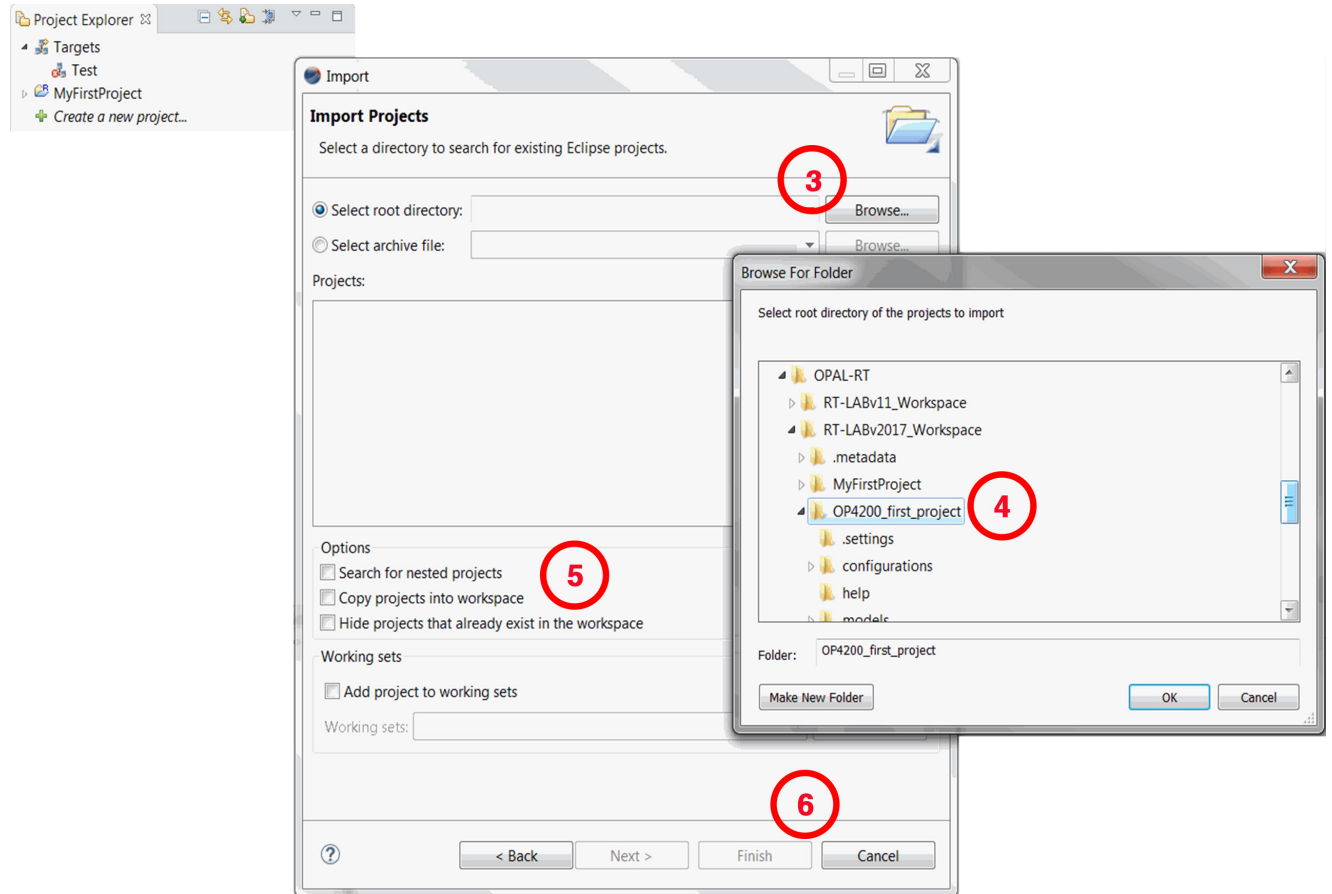 Project Explorer
Targets
Test
MyFirstProject
Create a new project...
Import
Import Projects
Select a directory to search for existing Eclipse projects.
3
Select root directory:
Browse...
Select archive file:
Browse...
Projects:
Browse For Folder
X
Select root directory of the projects to import
OPAL-RT
RT-LABv11_Workspace
RT-LABv2017_Workspace
.metadata
MyFirstProject
OP4200_first_project
4
.settings
configurations
help
models
Folder:
OP4200_first_project
Make New Folder
OK
Cancel
Options
Search for nested projects
5
Copy projects into workspace
Hide projects that already exist in the workspace
Working sets
Add project to working sets
Working sets:
6
?
< Back
Next >
Finish
Cancel